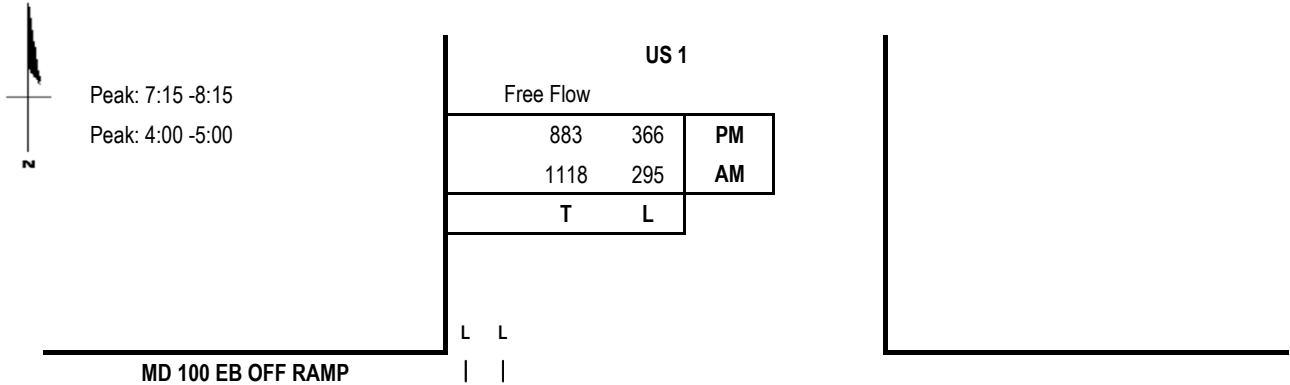 US 1
Peak: 7:15 -8:15
Free Flow
Peak: 4:00 -5:00
883 366 PM
1118 295 AM
T L
N
L L
MD 100 EB OFF RAMP